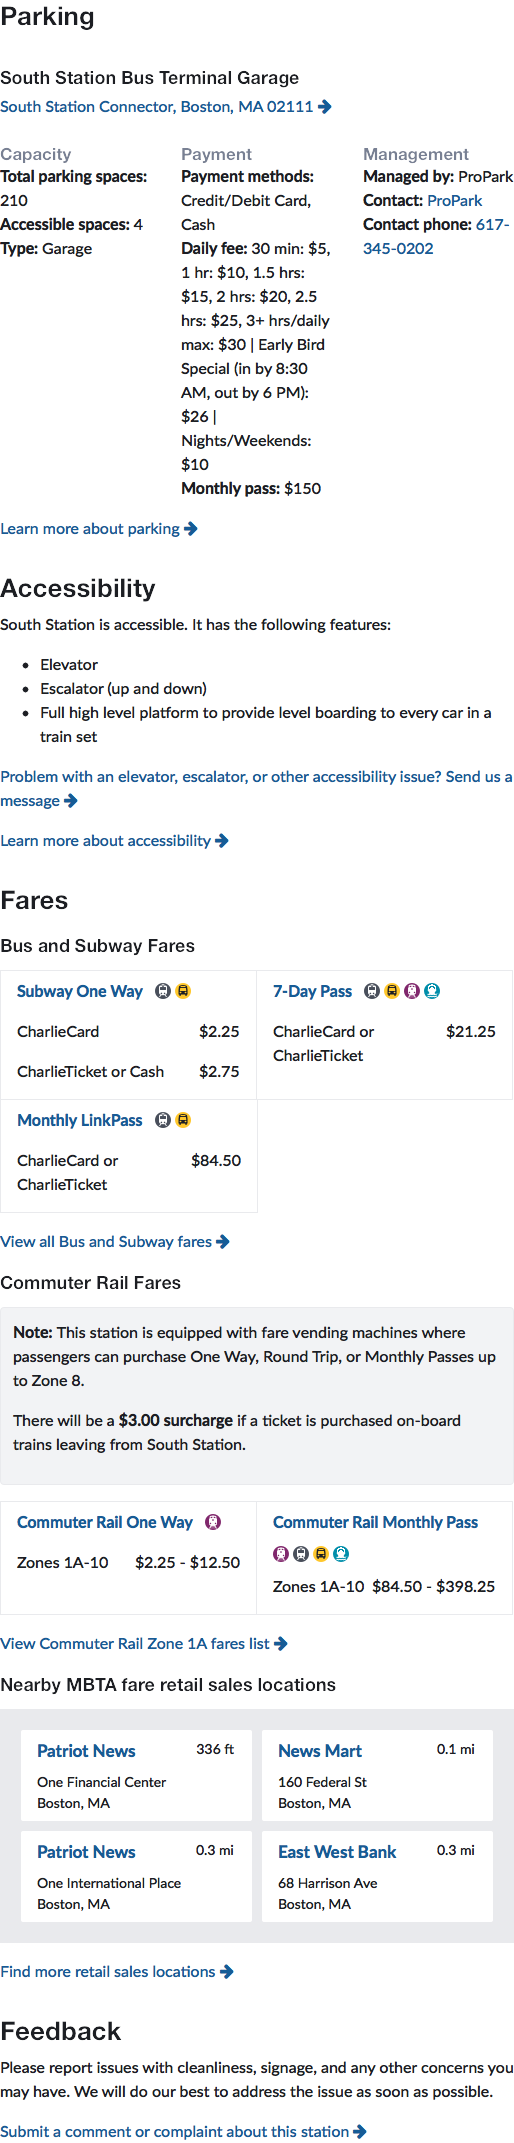 Parking
South Station Bus Terminal Garage
South Station Connector, Boston, MA 02111
Capacity
Total parking spaces:
210
Accessible spaces: 4
Type: Garage
Payment
Payment methods:
Credit/Debit Card,
Cash
Daily fee: 30 min: $5,
1 hr: $10, 1.5 hrs:
$15, 2 hrs: $20, 2.5
hrs: $25, 3+ hrs/daily
max: $30 | Early Bird
Special (in by 8:30
AM, out by 6 PM):
$26 |
Nights/Weekends:
$10
Monthly pass: $150
Management
Managed by: ProPark
Contact: ProPark
Contact phone: 617-
345-0202
Learn more about parking
Accessibility
South Station is accessible. It has the following features:
• Elevator
• Escalator (up and down)
• Full high level platform to provide level boarding to every car in a
train set
Problem with an elevator, escalator, or other accessibility issue? Send us a
message
Learn more about accessibility
Fares
Bus and Subway Fares
Subway One Way
CharlieCard $2.25
CharlieTicket or Cash $2.75
7-Day Pass
CharlieCard or $21.25
CharlieTicket
Monthly LinkPass
CharlieCard or $84.50
CharlieTicket
View all Bus and Subway fares
Commuter Rail Fares
Note: This station is equipped with fare vending machines where
passengers can purchase One Way, Round Trip, or Monthly Passes up
to Zone 8.
There will be a $3.00 surcharge if a ticket is purchased on-board
trains leaving from South Station.
Commuter Rail One Way
Zones 1A-10 $2.25 - $12.50
Commuter Rail Monthly Pass
Zones 1A-10 $84.50 - $398.25
View Commuter Rail Zone 1A fares list
Nearby MBTA fare retail sales locations
Patriot News 336 ft
One Financial Center
Boston, MA
News Mart 0.1 mi
160 Federal St
Boston, MA
Patriot News 0.3 mi
One International Place
Boston, MA
East West Bank 0.3 mi
68 Harrison Ave
Boston, MA
Find more retail sales locations
Feedback
Please report issues with cleanliness, signage, and any other concerns you
may have. We will do our best to address the issue as soon as possible.
Submit a comment or complaint about this station